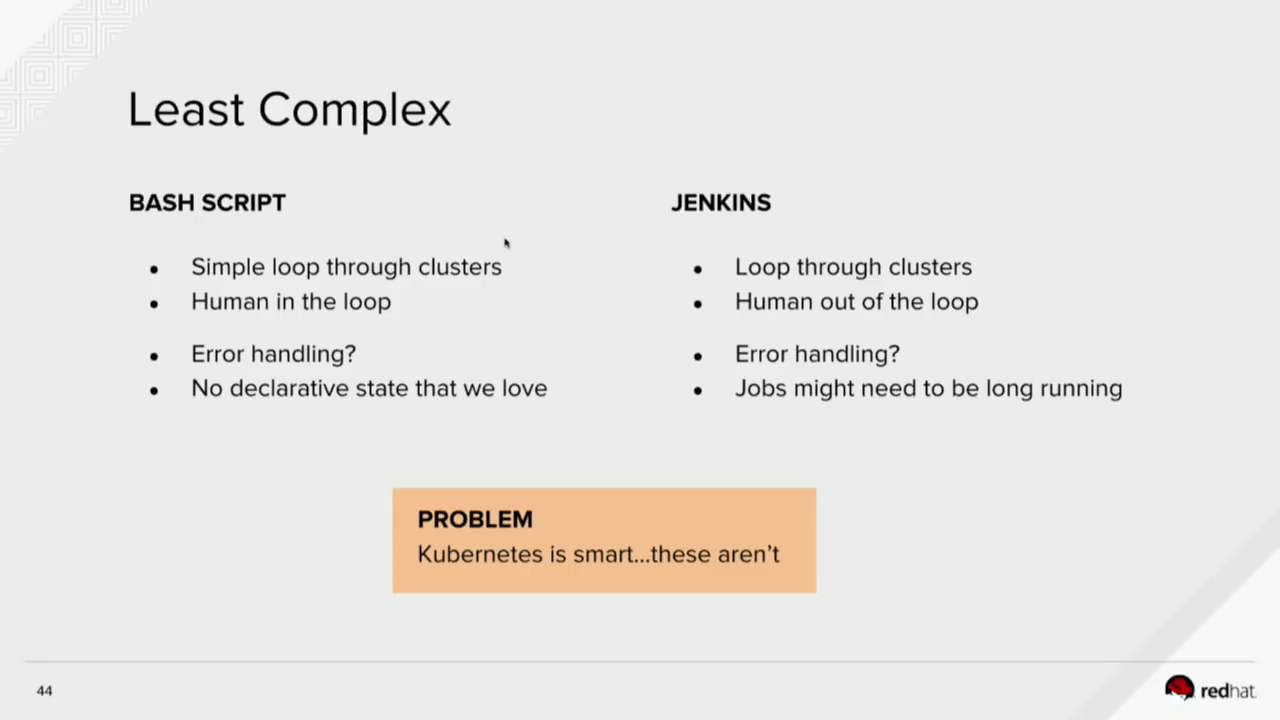 Least Complex
BASH SCRIPT
• Simple loop through clusters
• Human in the loop
• Error handling?
• No declarative state that we love
JENKINS
• Loop through clusters
• Human out of the loop
• Error handling?
• Jobs might need to be long running
PROBLEM
Kubernetes is smart...these aren’t
44
redhat.